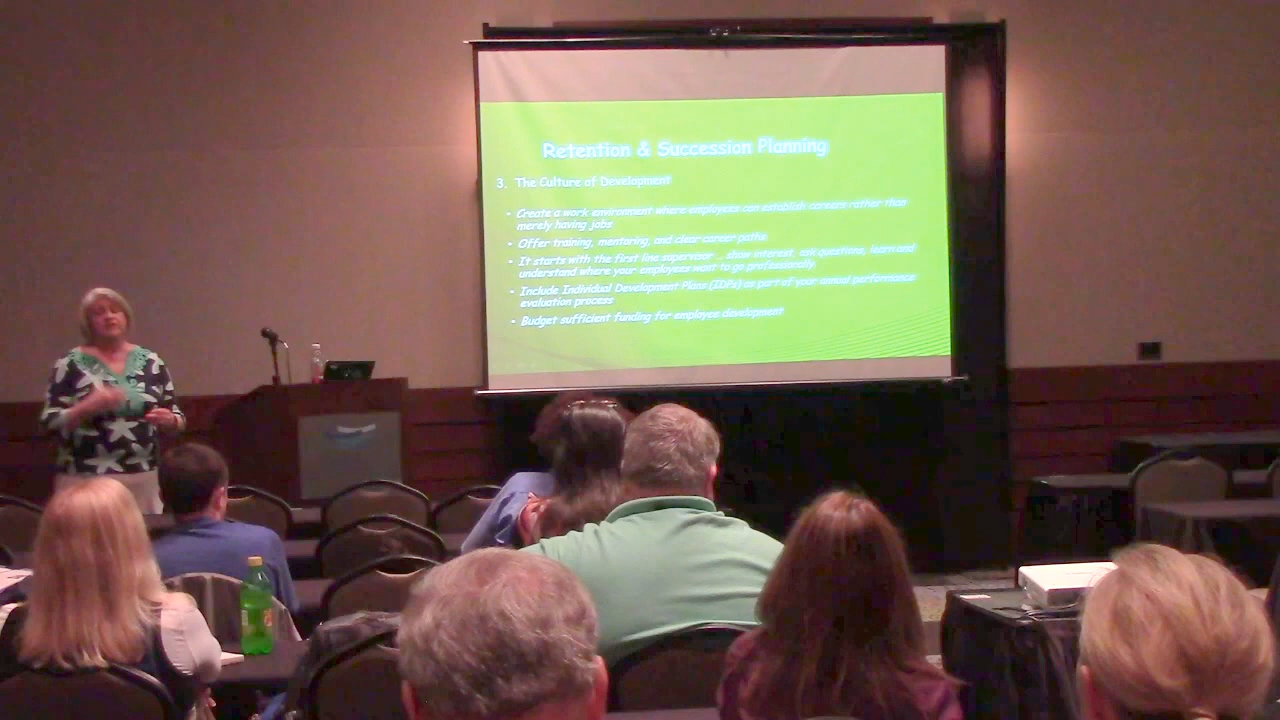 Retention & Succession Planning
3. The Culture of Development
• Create a work environment where employees can establish careers rather than
merely having jobs
• Offer training, mentoring, and clear career paths
• It starts with the first line supervisor … show interest, ask questions, learn and
understand where your employees want to go professionally.
• Include Individual Development Plans (IDPs) as part of your annual performance
evaluation process
• Budget sufficient funding for employee development